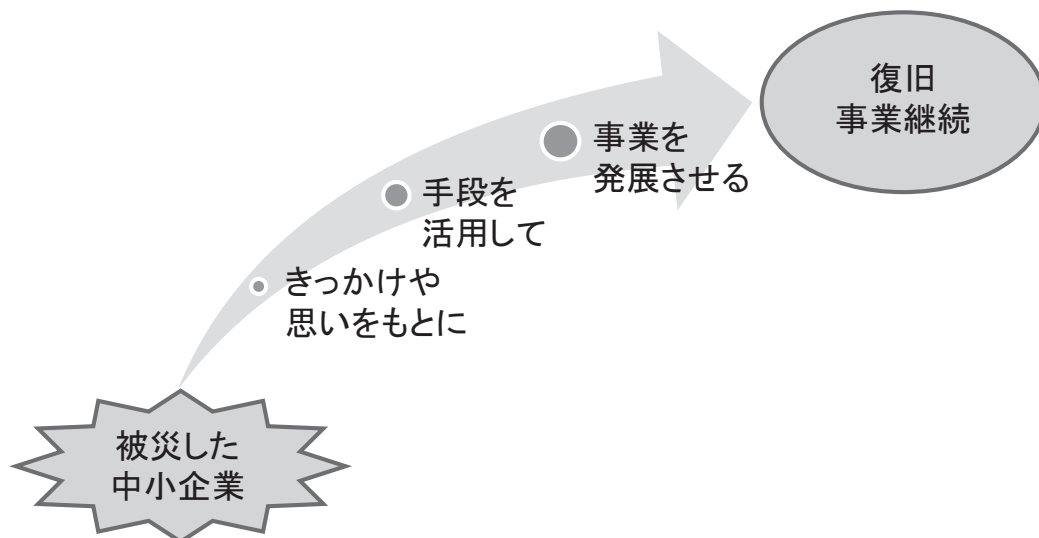 復旧
事業継続
事業を
発展させる
手段を
活用して
きっかけや
思いをもとに
被災した
中小企業